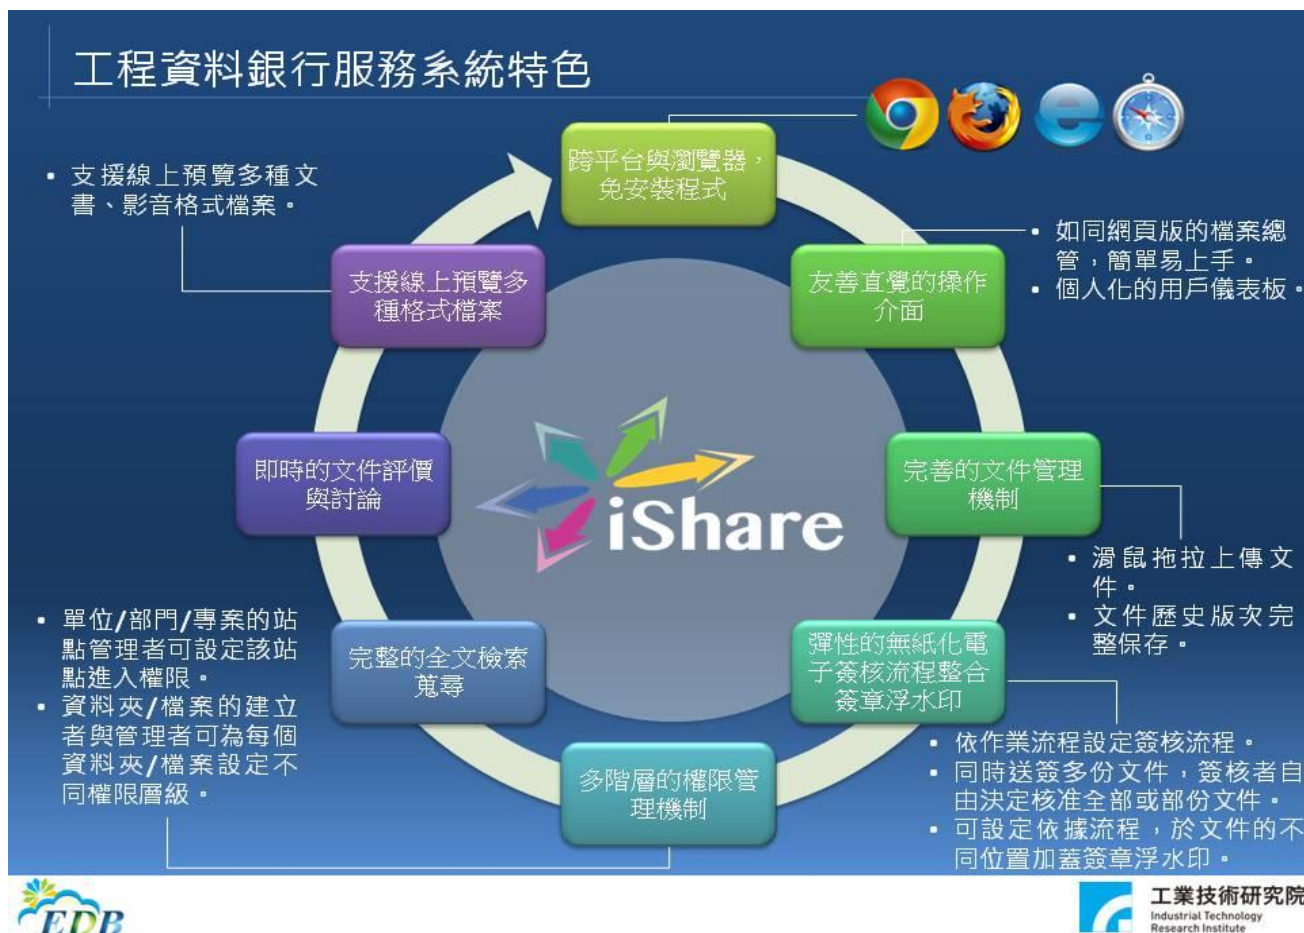 工程資料銀行服務系統特色
跨平台與瀏覽器，
免安裝程式
• 支援線上預覽多種文
書、影音格式檔案。
• 如同網頁版的檔案總
管，簡單易上手。
• 個人化的用戶儀表板。
支援線上預覽多
種格式檔案
友善直覺的操作
介面
即時的文件評價
與討論
完善的文件管理
機制
iShare
• 滑鼠拖拉上傳文
件。
• 文件歷史版次完
整保存。
• 單位/部門/專案的站
點管理者可設定該站
點進入權限。
• 資料夾/檔案的建立
者與管理者可為每個
資料夾/檔案設定不
同權限層級。
完整的全文檢索
蒐尋
彈性的無紙化電
子簽核流程整合
簽章浮水印
多階層的權限管
理機制
• 依作業流程設定簽核流程。
• 同時送簽多份文件，簽核者自
由決定核准全部或部份文件。
• 可設定依據流程，於文件的不
同位置加蓋簽章浮水印。
EDB
工業技術研究院
Industrial Technology
Research Institute